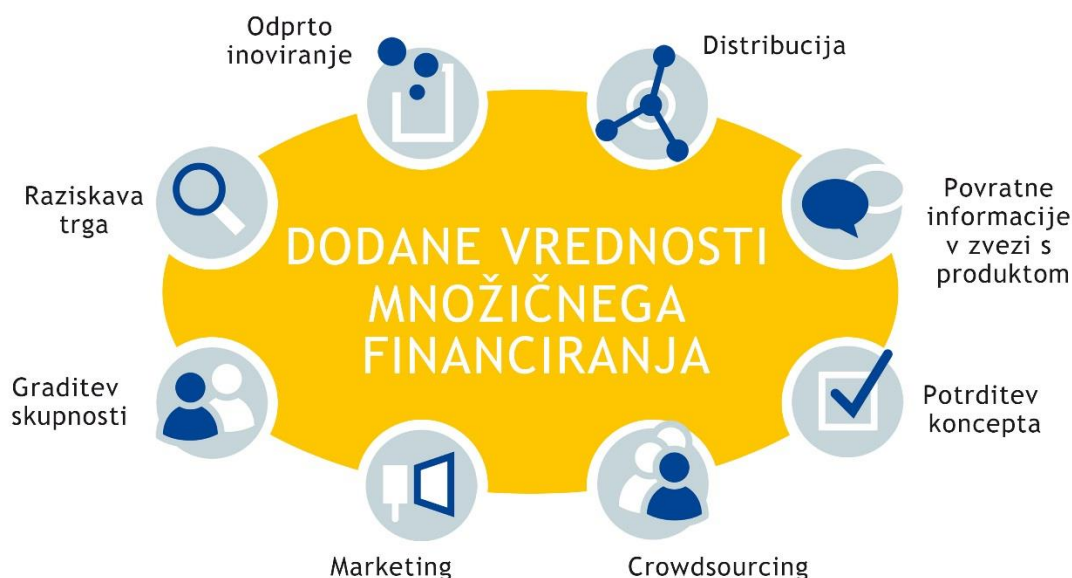 Odprto
inoviranje
Distribucija
Raziskava
trga
Povratne
informacije
v zvezi s
produktom
DODANE VREDNOSTI
MNOŽIČNEGA
FINANCIRANJA
Graditev
skupnosti
Potrditev
koncepta
Marketing
Crowdsourcing